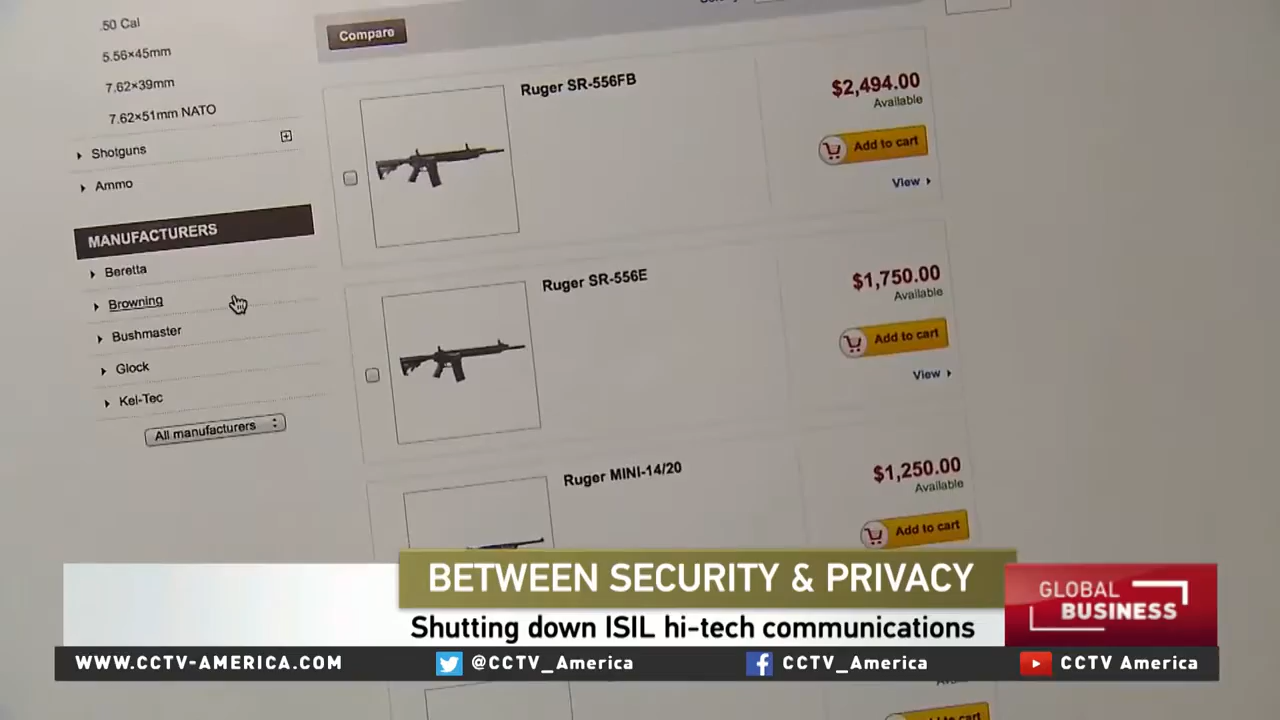 .50 Cal
5.56×45mm
7.62×39mm
7.62×51mm NATO
Shotguns
Ammo
MANUFACTURERS
Beretta
Browning
Bushmaster
Glock
Kel-Tec
All manufacturers
Compare
Ruger SR-556FB
$2,494.00
Available
Add to cart
View
Ruger SR-556E
$1,750.00
Available
Add to cart
View
Ruger MINI-14/20
$1,250.00
Available
Add to cart
BETWEEN SECURITY & PRIVACY
Shutting down ISIL hi-tech communications
GLOBAL
BUSINESS
WWW.CCTV-AMERICA.COM
@CCTV_America
CCTV_America
CCTV America
Add to cart